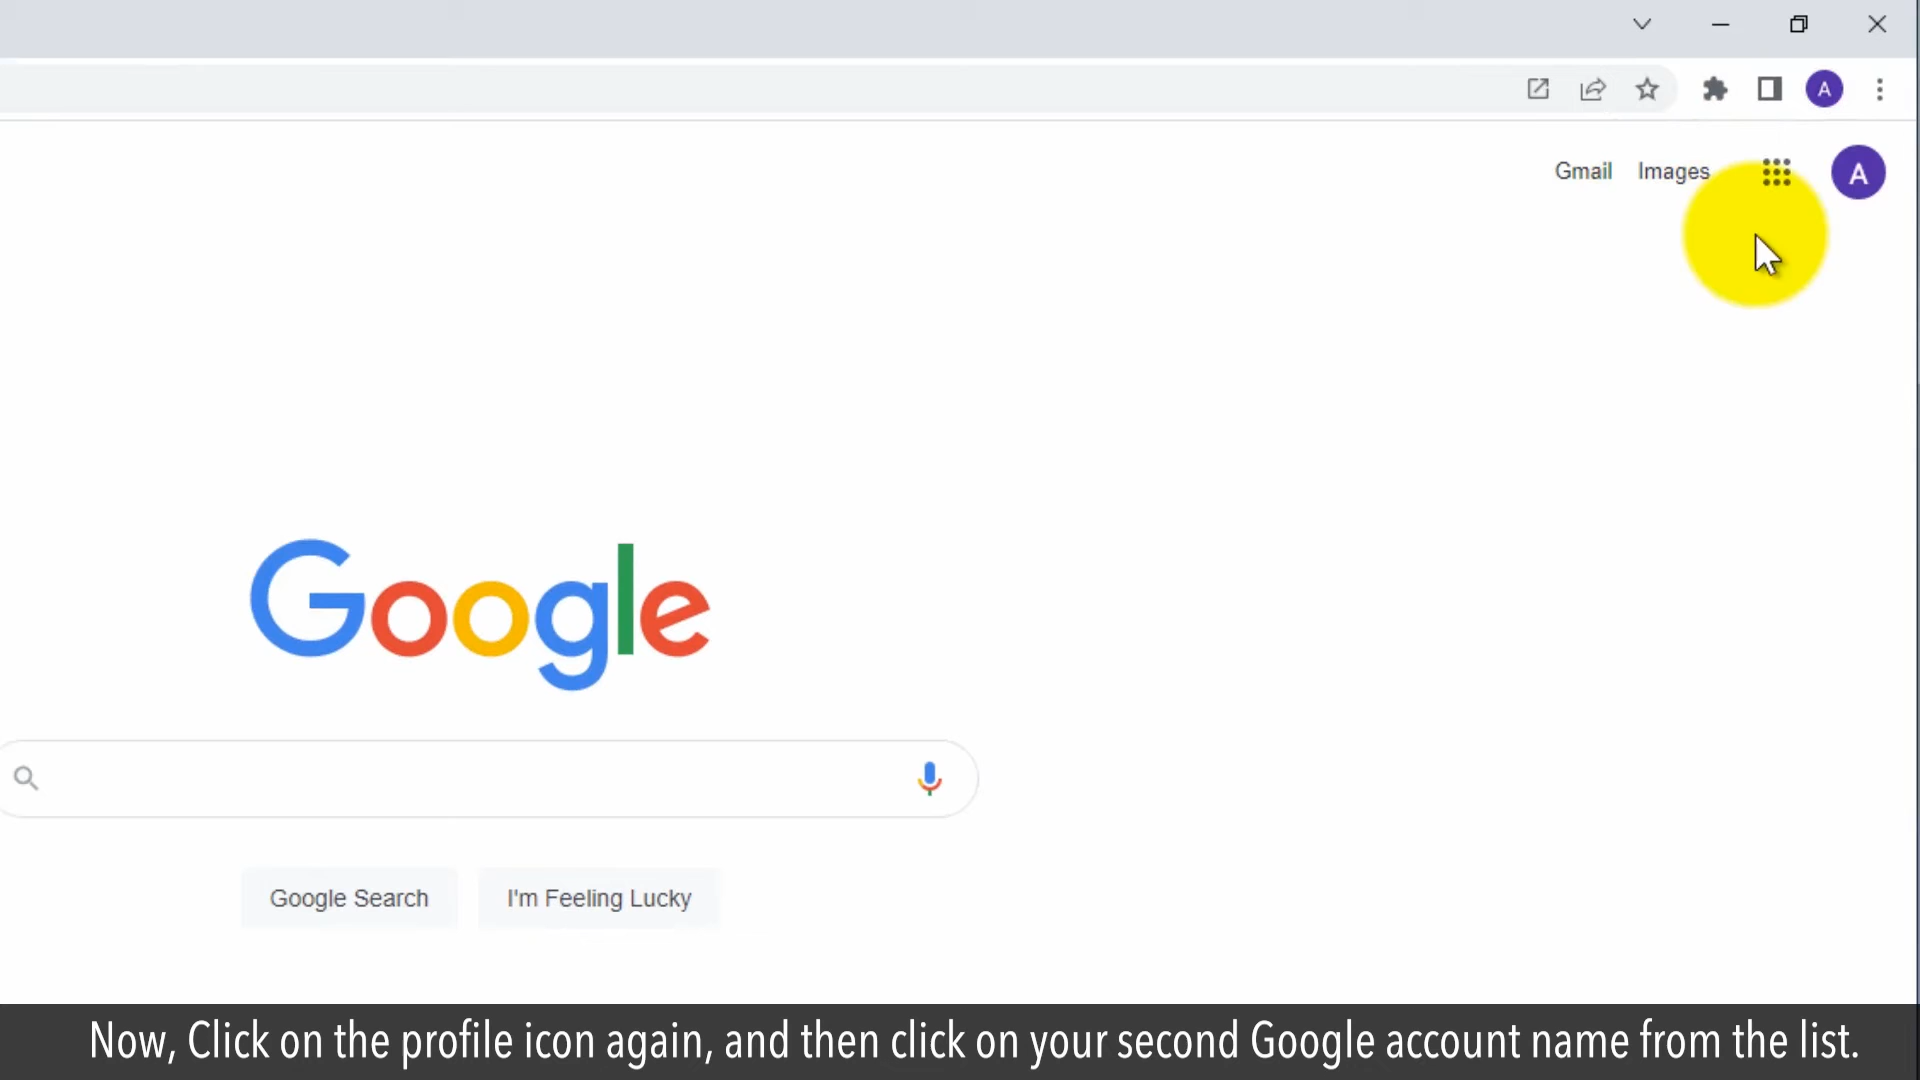 A
Gmail Images A
Google
Google Search I'm Feeling Lucky
Now, Click on the profile icon again, and then click on your second Google account name from the list.